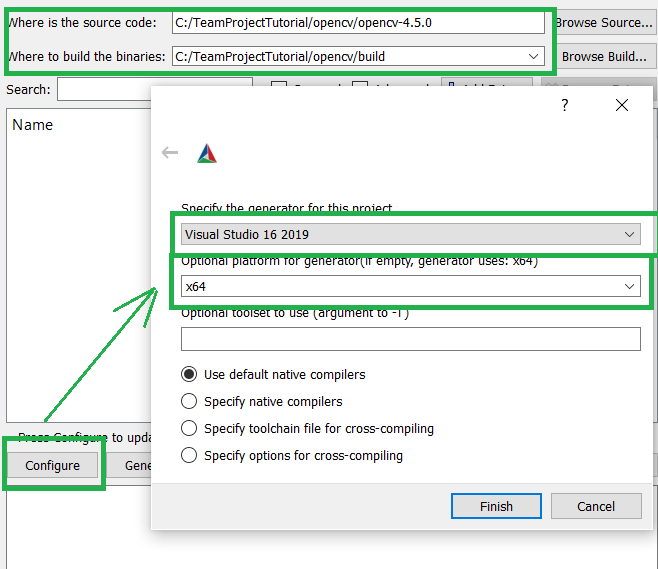 Where is the source code: C:/TeamProjectTutorial/opencv/opencv-4.5.0 Browse Source...
Where to build the binaries: C:/TeamProjectTutorial/opencv/build Browse Build...
Search:
Name
?
Specify the generator for this project
Visual Studio 16 2019
Optional platform for generator(if empty, generator uses: x64)
x64
Optional toolset to use (argument to -T)
Use default native compilers
Specify native compilers
Specify toolchain file for cross-compiling
Specify options for cross-compiling
Press Configure to upda
Configure Gene
Finish Cancel